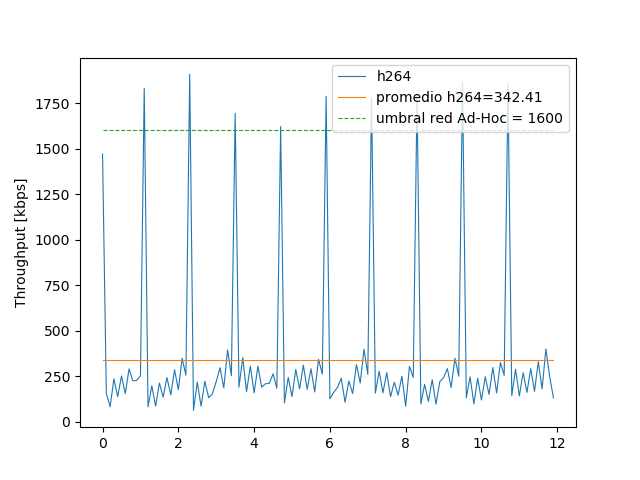 h264
promedio h264=342.41
umbral red Ad-Hoc = 1600
Throughput [kbps]
1750
1500
1250
1000
750
500
250
0
0 2 4 6 8 10 12